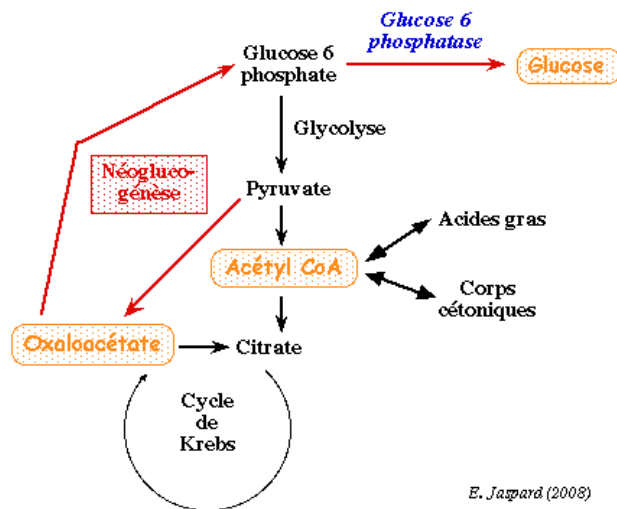 Glucose 6
phosphatase
Glucose 6
phosphate
Glucose
Glycolyse
Néogluco-
génèse
Pyruvate
Acides gras
Acétyl CoA
Corps
cétoniques
Oxaloacétate
Citrate
Cycle
de
Krebs
E. Jaspard (2008)